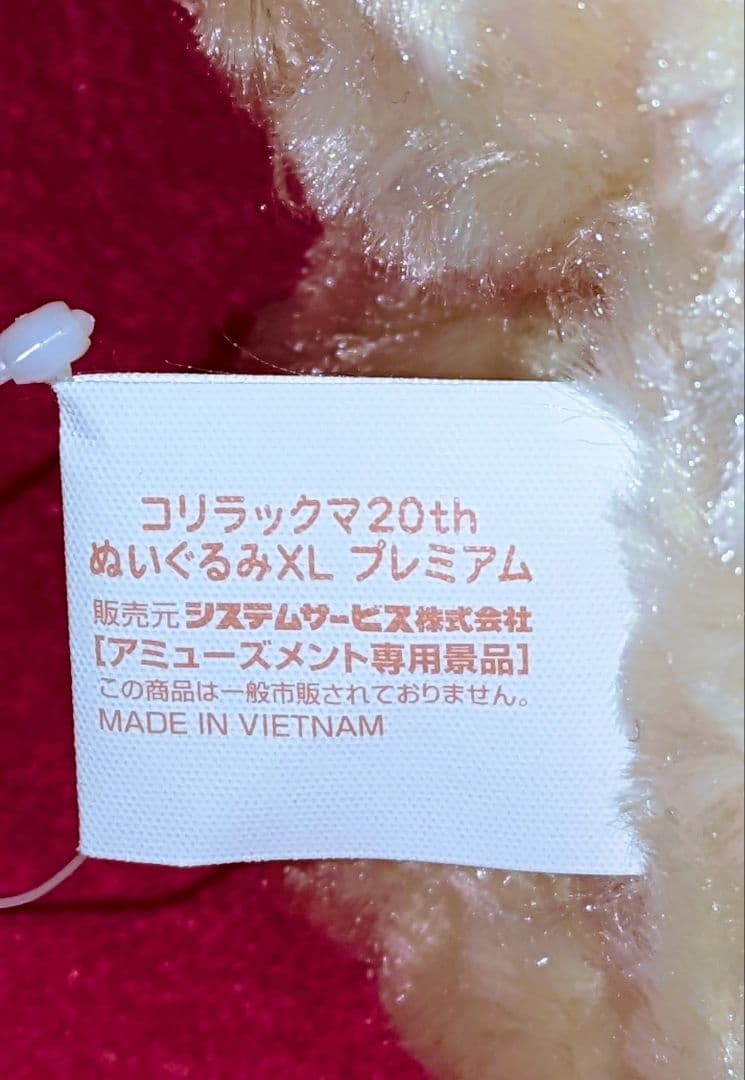 コリラックマ20th
ぬいぐるみXL プレミアム
販売元 システムサービス株式会社
[アミューズメント専用景品]
この商品は一般市販されておりません。
MADE IN VIETNAM